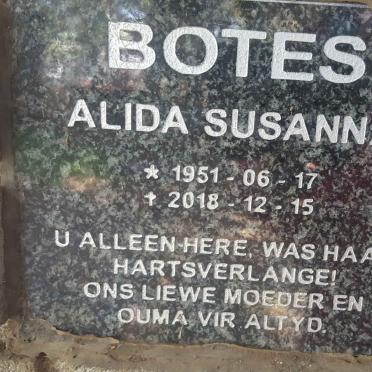 BOTES
ALIDA SUSANNA
* 1951 - 06 - 17
✝ 2018 - 12 - 15
U ALLEEN HERE, WAS HAA
HARTSVERLANGE!
ONS LIEWE MOEDER EN
OUMA VIR ALTYD.